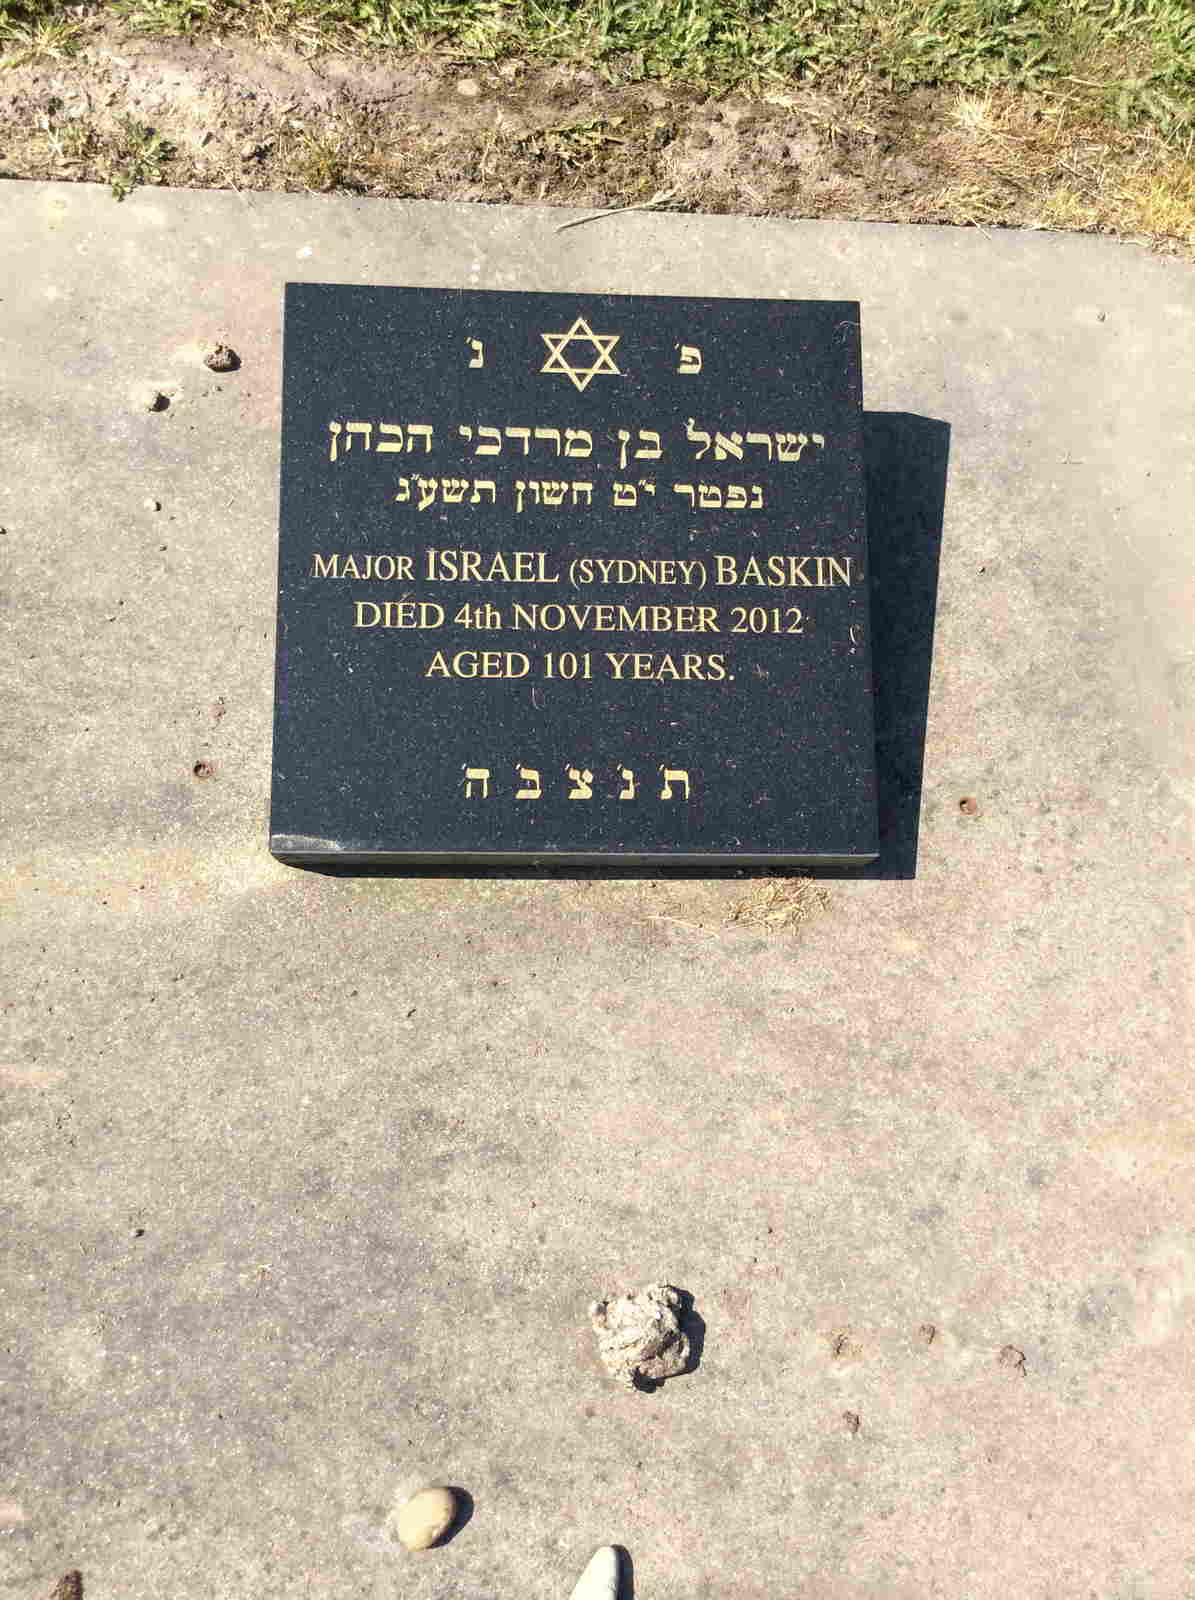 פ' נ'
ישראל בן מרדכי הכהן
נפטר י"ט חשון תשע"ג
MAJOR ISRAEL (SYDNEY) BASKIN
DIED 4th NOVEMBER 2012
AGED 101 YEARS.
ת' נ' צ' ב' ה'